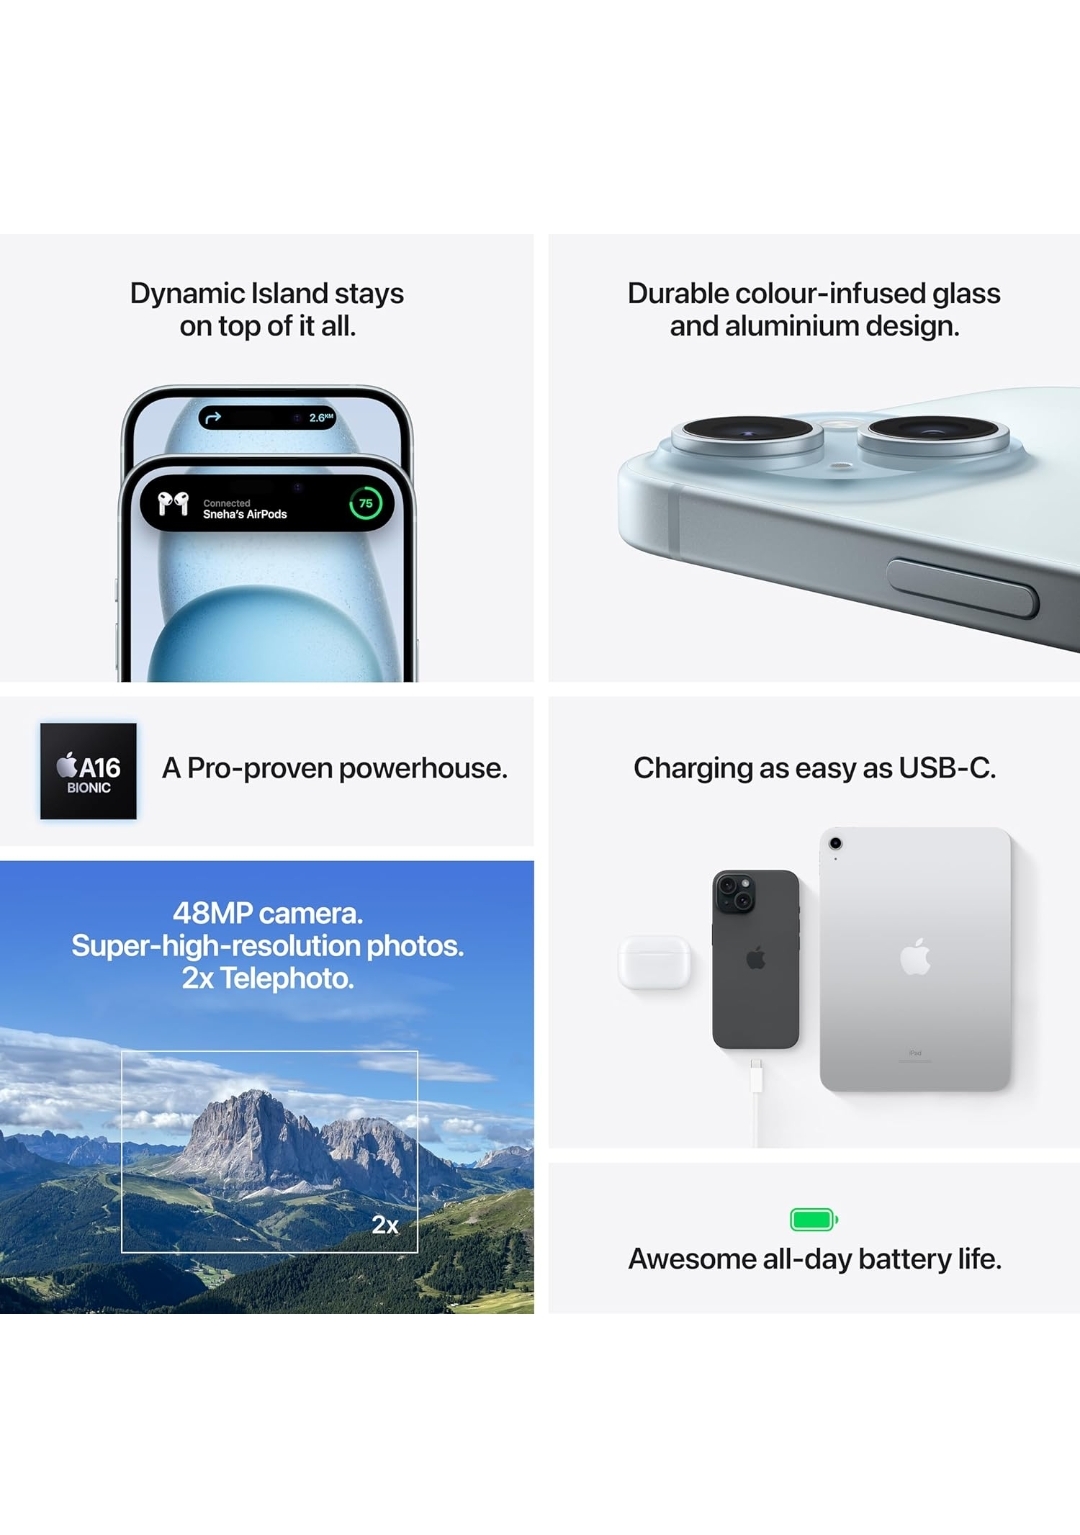 Dynamic Island stays
on top of it all.
2.6KM
Connected
Sneha's AirPods
75
Durable colour-infused glass
and aluminium design.
A16
BIONIC
A Pro-proven powerhouse.
Charging as easy as USB-C.
iPad
48MP camera.
Super-high-resolution photos.
2x Telephoto.
2x
Awesome all-day battery life.